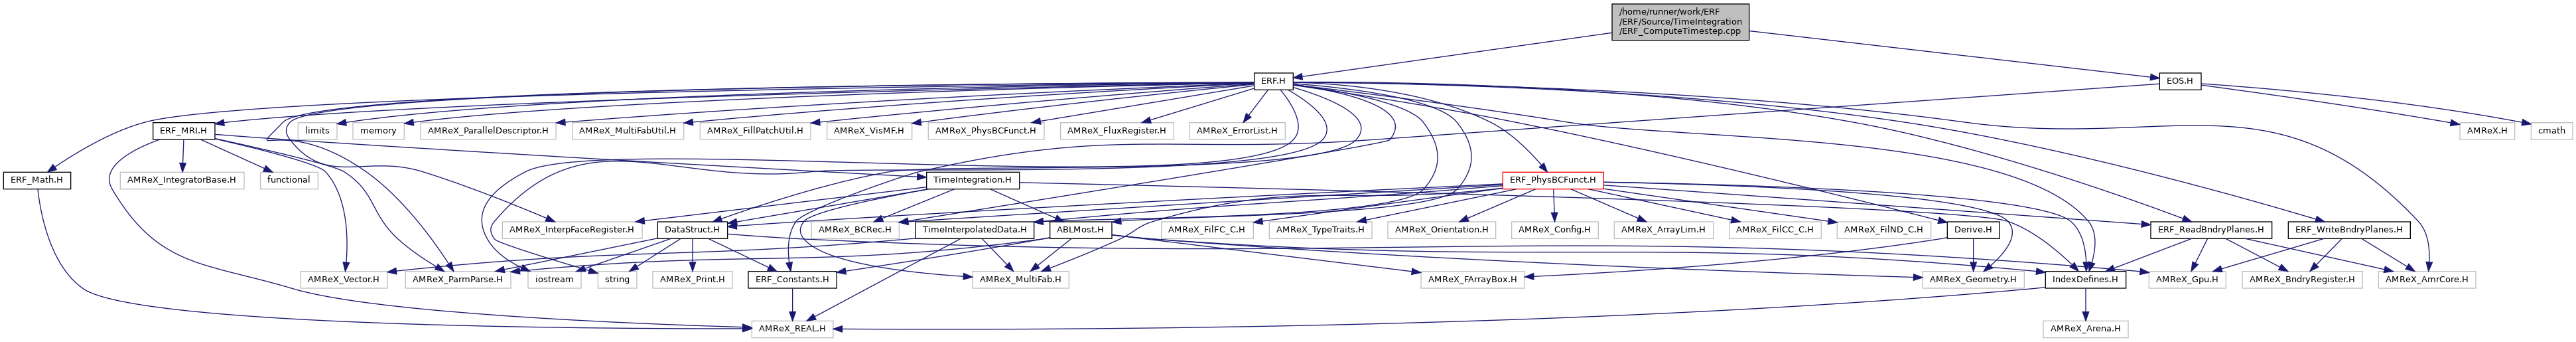 /home/runner/work/ERF
/ERF/Source/TimeIntegration
/ERF_ComputeTimestep.cpp
ERF.H
EOS.H
ERF_MRI.H
limits
memory
AMReX_ParallelDescriptor.H
AMReX_MultiFabUtil.H
AMReX_FillPatchUtil.H
AMReX_VisMF.H
AMReX_PhysBCFunct.H
AMReX_FluxRegister.H
AMReX_ErrorList.H
AMReX.H
cmath
ERF_Math.H
AMReX_IntegratorBase.H
functional
TimeIntegration.H
ERF_PhysBCFunct.H
AMReX_InterpFaceRegister.H
DataStruct.H
AMReX_BCRec.H
TimeInterpolatedData.H
ABLMost.H
AMReX_FilFC_C.H
AMReX_TypeTraits.H
AMReX_Orientation.H
AMReX_Config.H
AMReX_ArrayLim.H
AMReX_FilCC_C.H
AMReX_FilND_C.H
Derive.H
ERF_ReadBndryPlanes.H
ERF_WriteBndryPlanes.H
AMReX_Vector.H
AMReX_ParmParse.H
iostream
string
AMReX_Print.H
ERF_Constants.H
AMReX_MultiFab.H
AMReX_FArrayBox.H
AMReX_Geometry.H
IndexDefines.H
AMReX_Gpu.H
AMReX_BndryRegister.H
AMReX_AmrCore.H
AMReX_REAL.H
AMReX_Arena.H